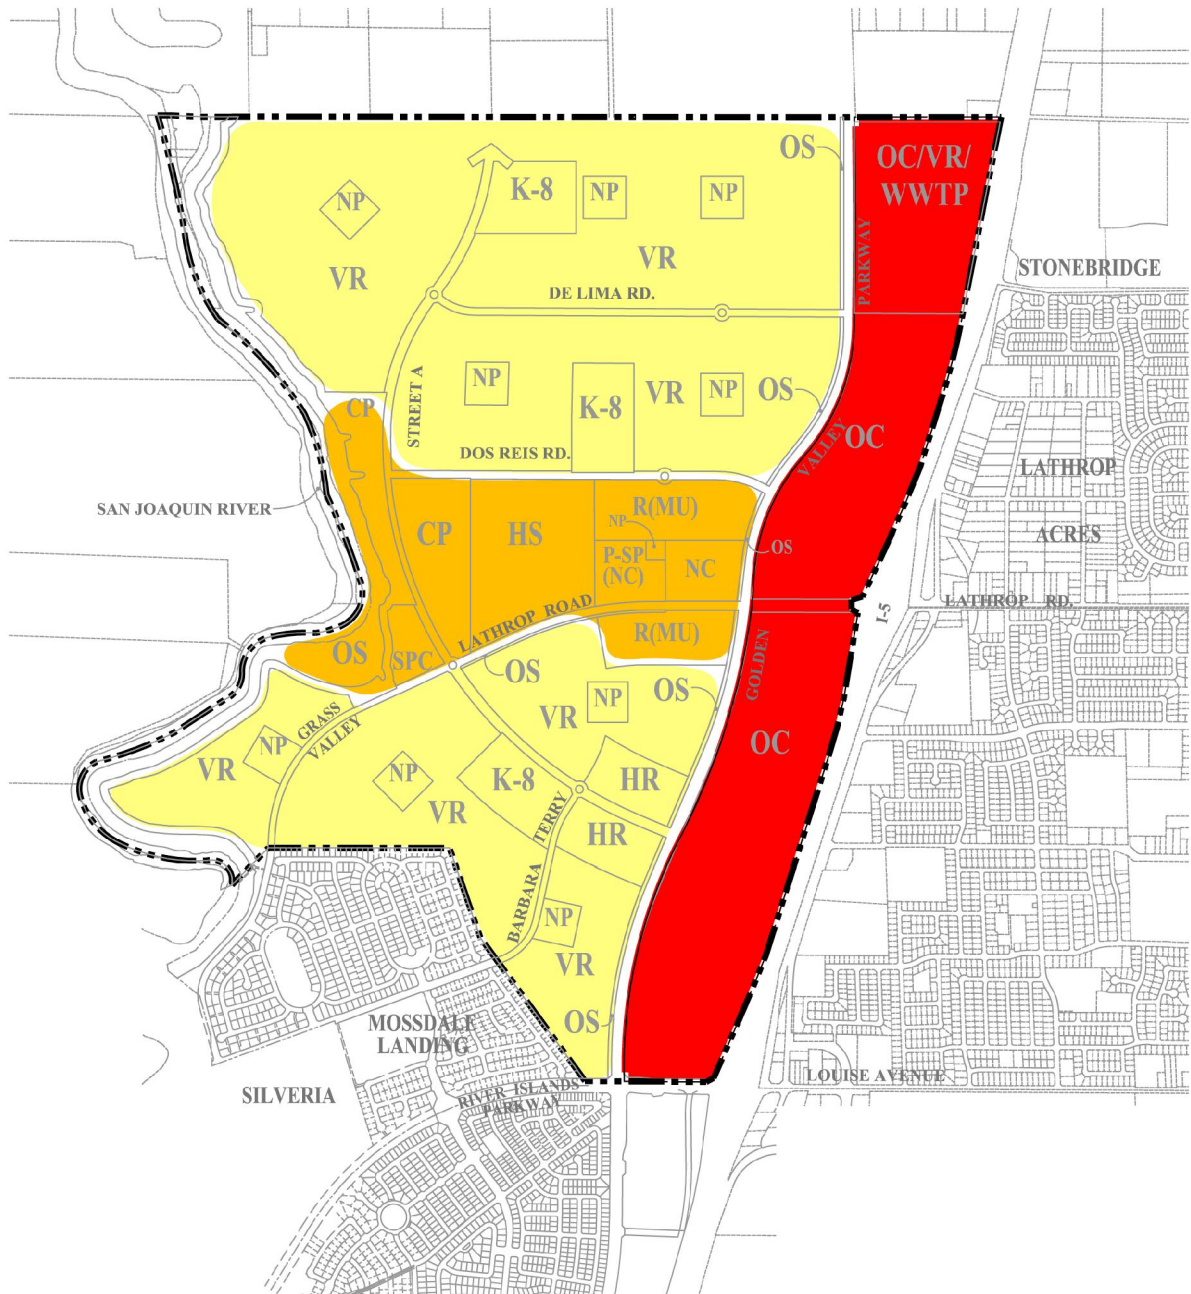 OS
OC/VR/
WWTP
K-8
NP
NP
NP
VR
VR
PARKWAY
STONEBRIDGE
DE LIMA RD.
STREET A
NP
K-8
VR
NP
OS
CP
VALLEY
OC
DOS REIS RD.
LATHROP
SAN JOAQUIN RIVER
CP
HS
R(MU)
NP
P-SP
(NC)
NC
OS
ACRES
LATHROP ROAD
LATHROP RD.
I-5
OS
SPC
R(MU)
OS
OS
GOLDEN
GRASS
VALLEY
NP
VR
NP
VR
OC
NP
VR
K-8
HR
TERRY
HR
BARBARA
NP
VR
OS
MOSSDALE
LANDING
SILVERIA
RIVER ISLANDS
PARKWAY
LOUISE AVENUE